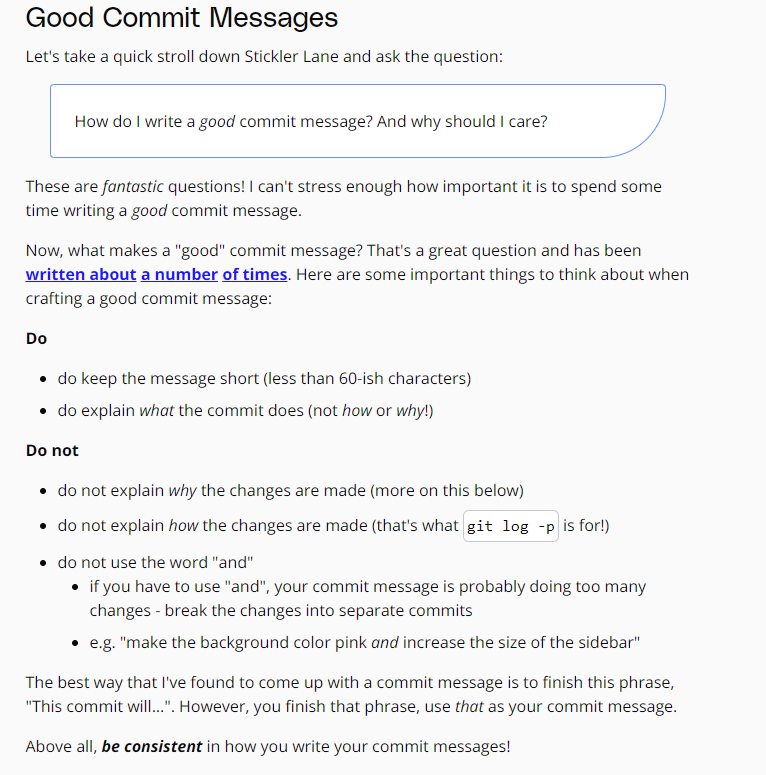 Good Commit Messages
Let's take a quick stroll down Stickler Lane and ask the question:
How do I write a good commit message? And why should I care?
These are fantastic questions! I can't stress enough how important it is to spend some
time writing a good commit message.
Now, what makes a "good" commit message? That's a great question and has been
written about a number of times. Here are some important things to think about when
crafting a good commit message:
Do
• do keep the message short (less than 60-ish characters)
• do explain what the commit does (not how or why!)
Do not
• do not explain why the changes are made (more on this below)
• do not explain how the changes are made (that's what git log -p is for!)
• do not use the word "and"
• if you have to use "and", your commit message is probably doing too many
changes - break the changes into separate commits
• e.g. "make the background color pink and increase the size of the sidebar"
The best way that I've found to come up with a commit message is to finish this phrase,
"This commit will...". However, you finish that phrase, use that as your commit message.
Above all, be consistent in how you write your commit messages!